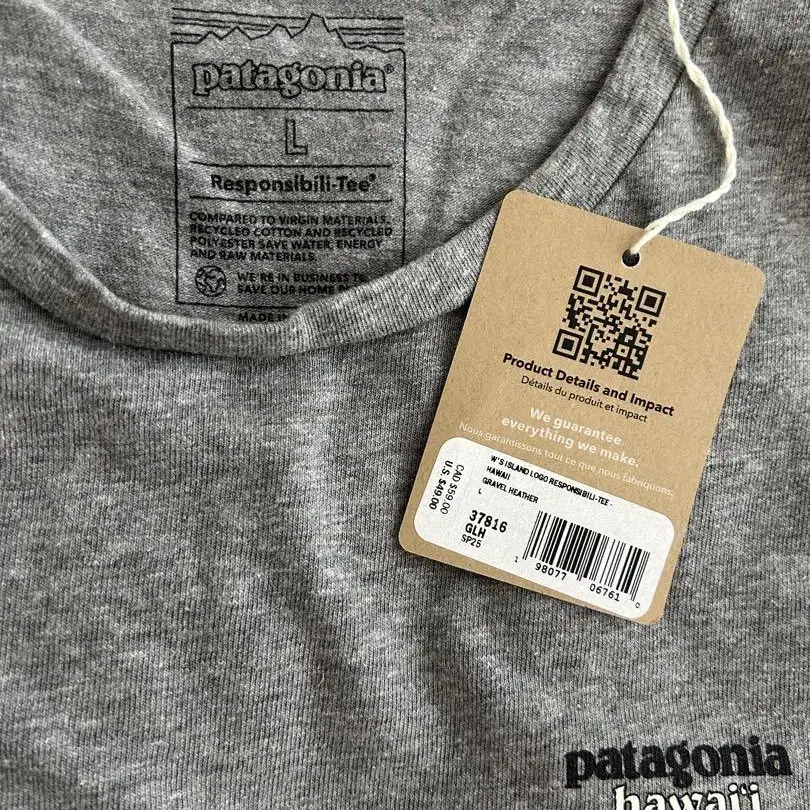 patagonia®
L
Responsibili-Tee®
COMPARED TO VIRGIN MATERIALS,
RECYCLED COTTON AND RECYCLED
POLYESTER SAVE WATER, ENERGY
AND RAW MATERIALS.
WE'RE IN BUSINESS TO
SAVE OUR HOME
MADE IN
Product Details and Impact
Détails du produit et impact
We guarantee
everything we make.
Nous garantissons tout ce que nous fabriquons.
W'S ISLAND LOGO RESPONSIBILI-TEE -
HAWAII
GRAVEL HEATHER
L
CAD $59.00
U.S. $49.00
37816
GLH
SP25
1 98077 06761 0
patagonia
hawai'i